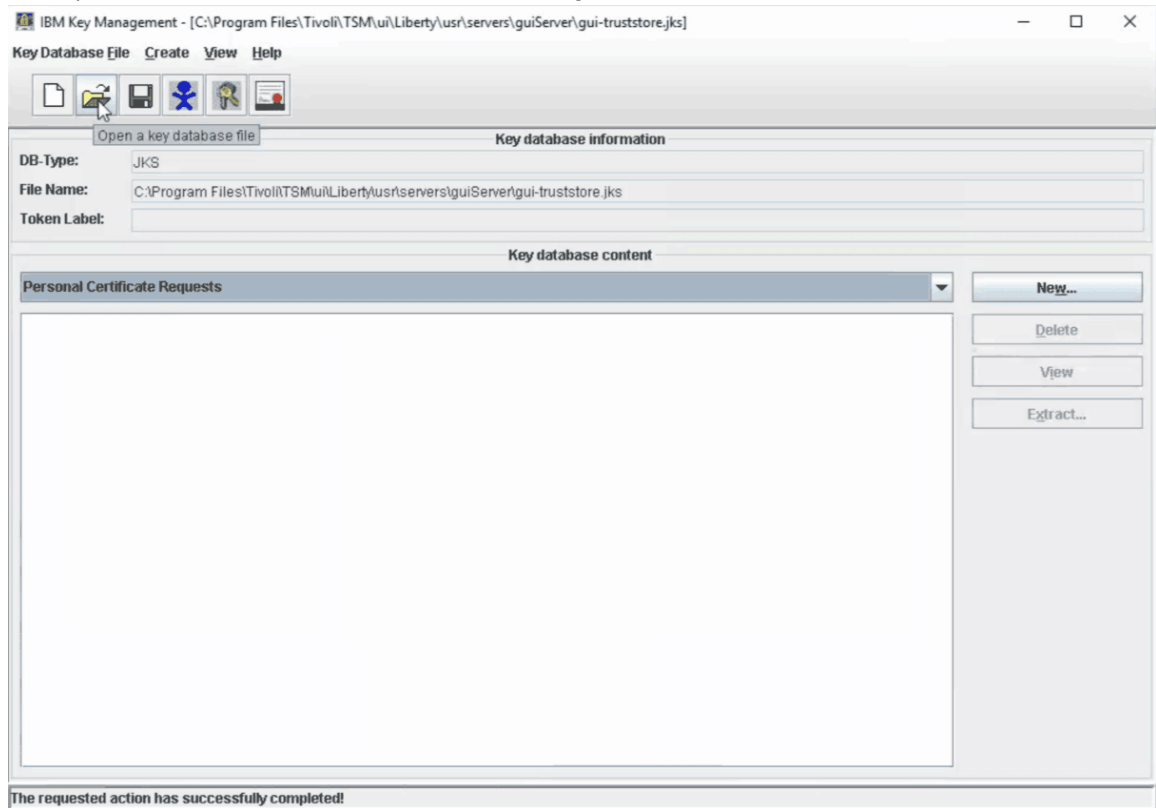 IBM Key Management - [C:\Program Files\Tivoli\TSM\ui\Liberty\usr\servers\guiServer\gui-truststore.jks]
Key Database File Create View Help
Open a key database file
Key database information
DB-Type: JKS
File Name: C:\Program Files\Tivoli\TSM\ui\Liberty\usr\servers\guiServer\gui-truststore.jks
Token Label:
Key database content
Personal Certificate Requests
New...
Delete
View
Extract...
The requested action has successfully completed!